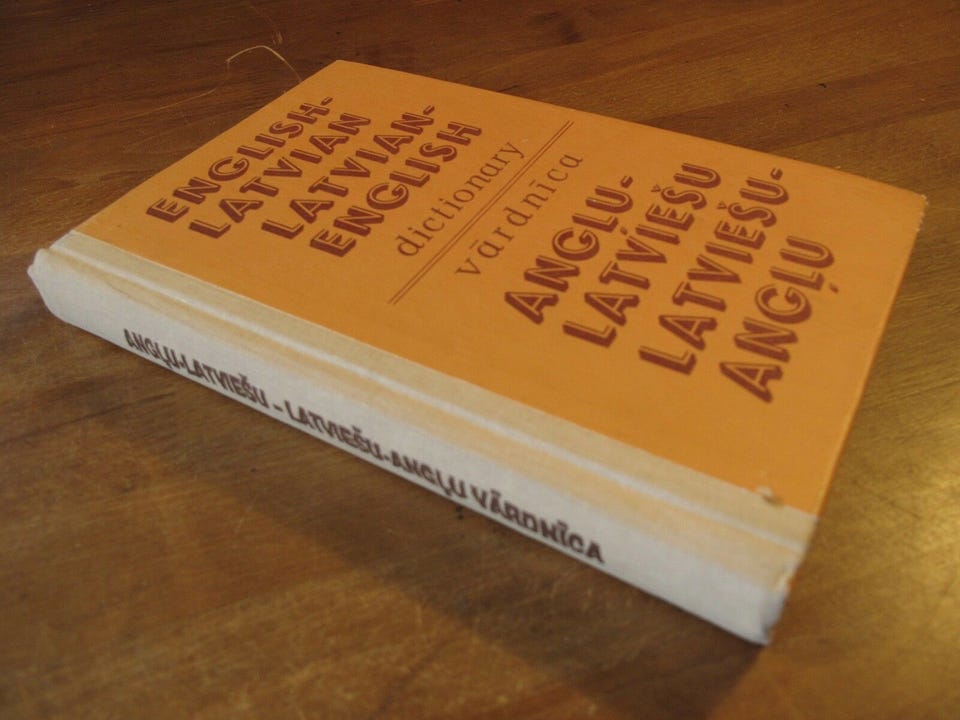 ENGLISH-
LATVIAN
LATVIAN-
ENGLISH
dictionary
vārdnīca
ANGĻU-
LATVIEŠU
LATVIEŠU-
ANGĻU
ANGĻU-LATVIEŠU - LATVIEŠU-ANGĻU VĀRDNĪCA